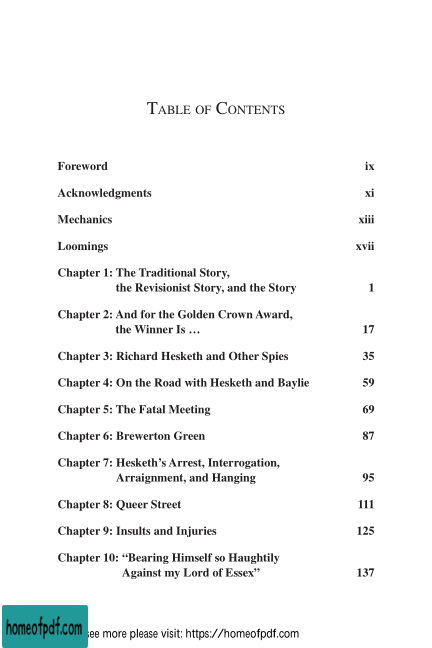 TABLE OF CONTENTS
Foreword ix
Acknowledgments xi
Mechanics xiii
Loomings xvii
Chapter 1: The Traditional Story,
the Revisionist Story, and the Story 1
Chapter 2: And for the Golden Crown Award,
the Winner Is … 17
Chapter 3: Richard Hesketh and Other Spies 35
Chapter 4: On the Road with Hesketh and Baylie 59
Chapter 5: The Fatal Meeting 69
Chapter 6: Brewerton Green 87
Chapter 7: Hesketh’s Arrest, Interrogation,
Arraignment, and Hanging 95
Chapter 8: Queer Street 111
Chapter 9: Insults and Injuries 125
Chapter 10: “Bearing Himself so Haughtily
Against my Lord of Essex” 137
homeofpdf.com see more please visit: https://homeofpdf.com